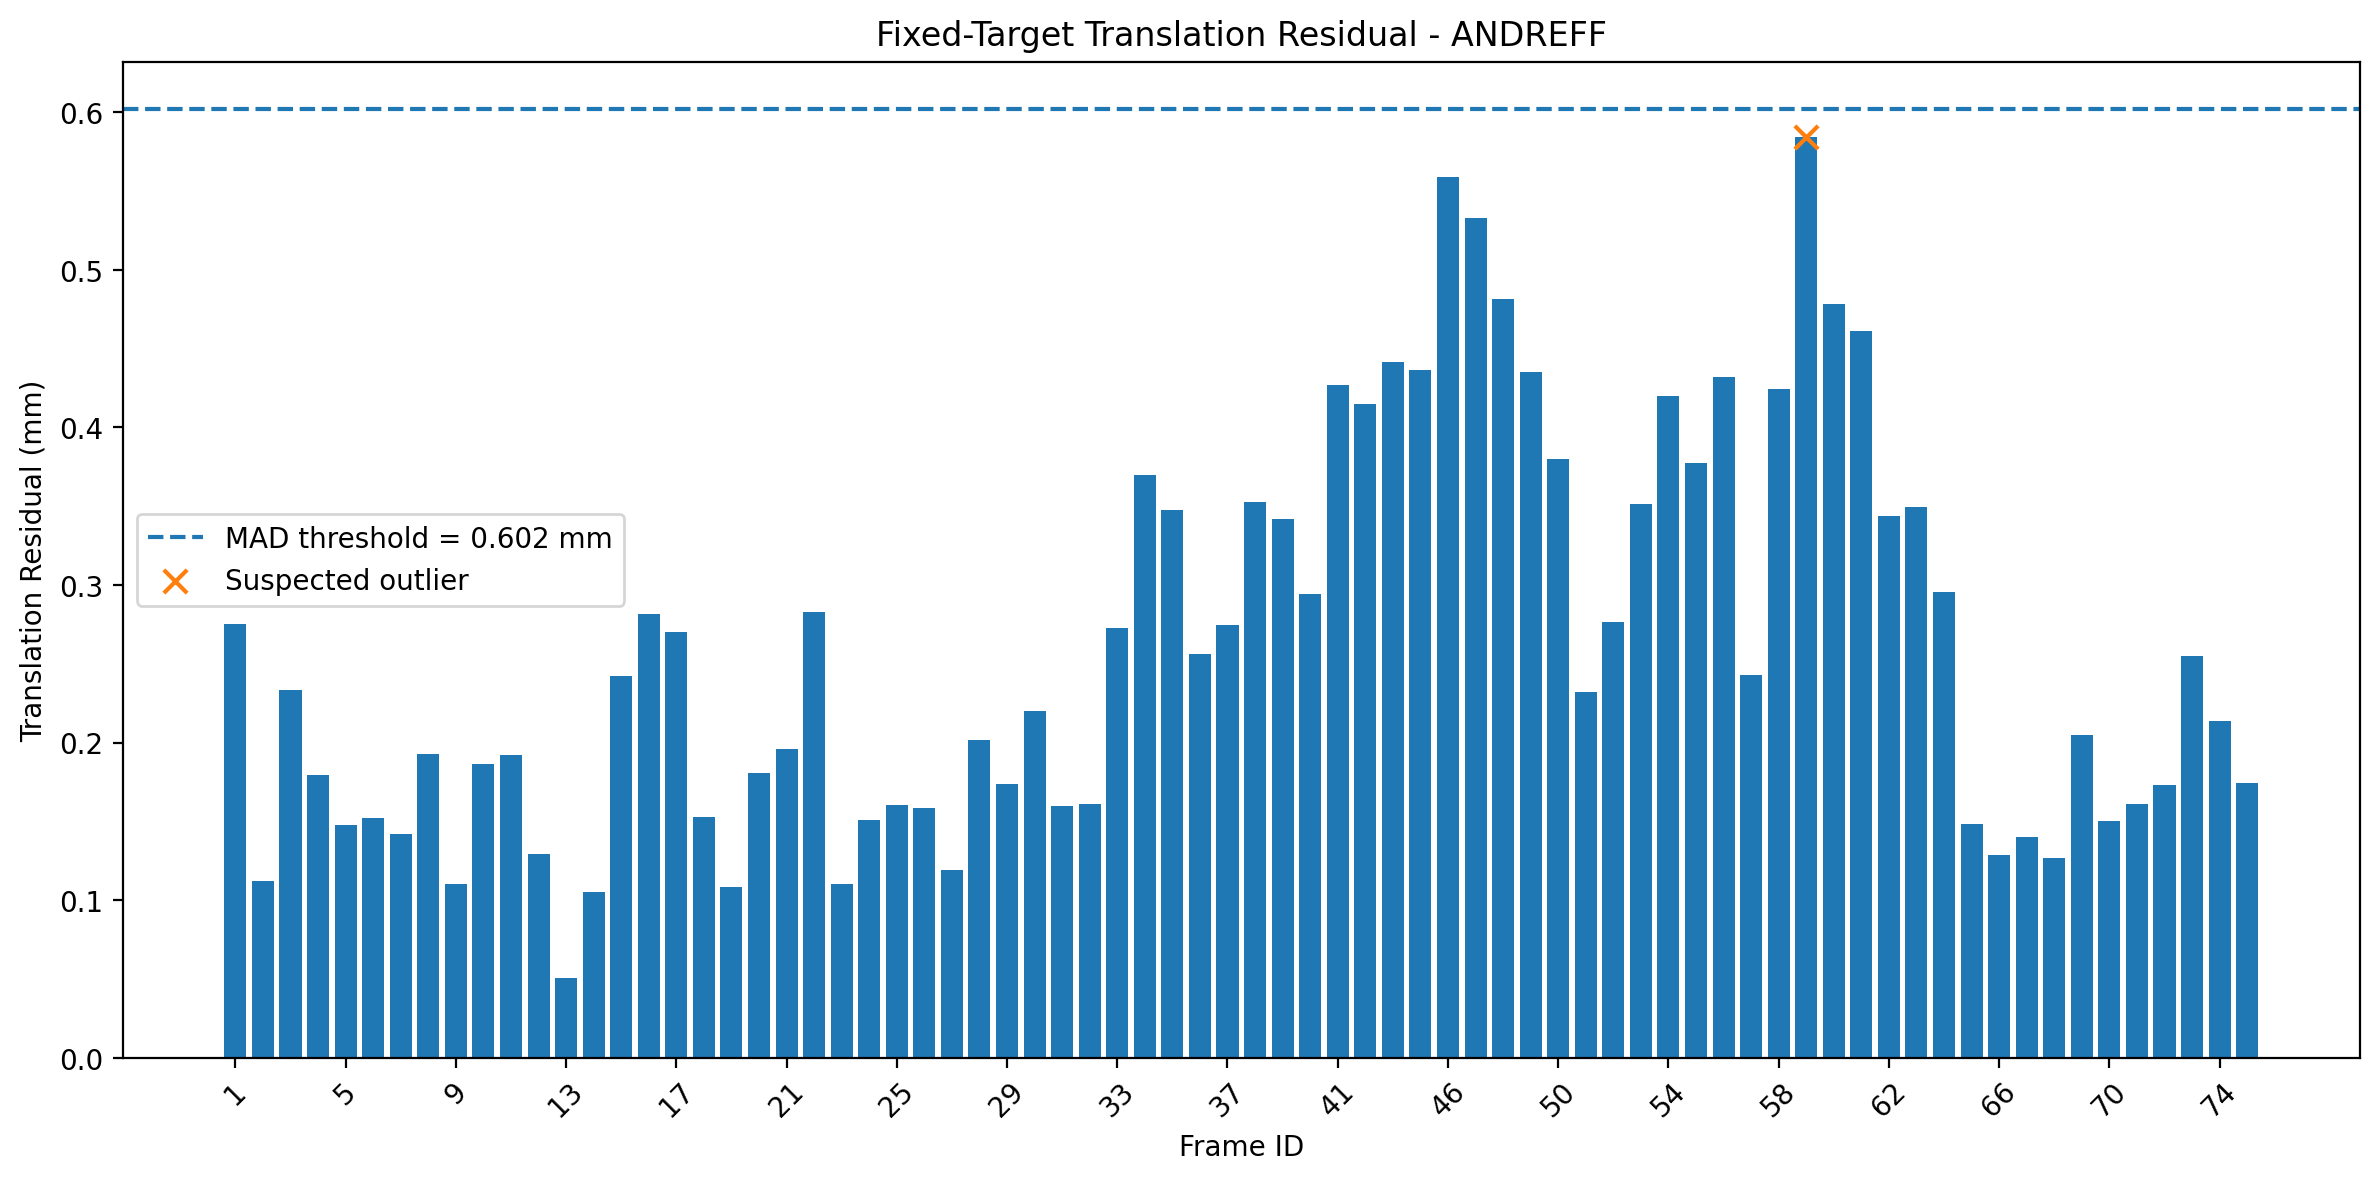 Fixed-Target Translation Residual - ANDREFF
Translation Residual (mm)
0.6
0.5
0.4
0.3
0.2
0.1
0.0
MAD threshold = 0.602 mm
Suspected outlier
1 5 9 13 17 21 25 29 33 37 41 46 50 54 58 62 66 70 74
Frame ID